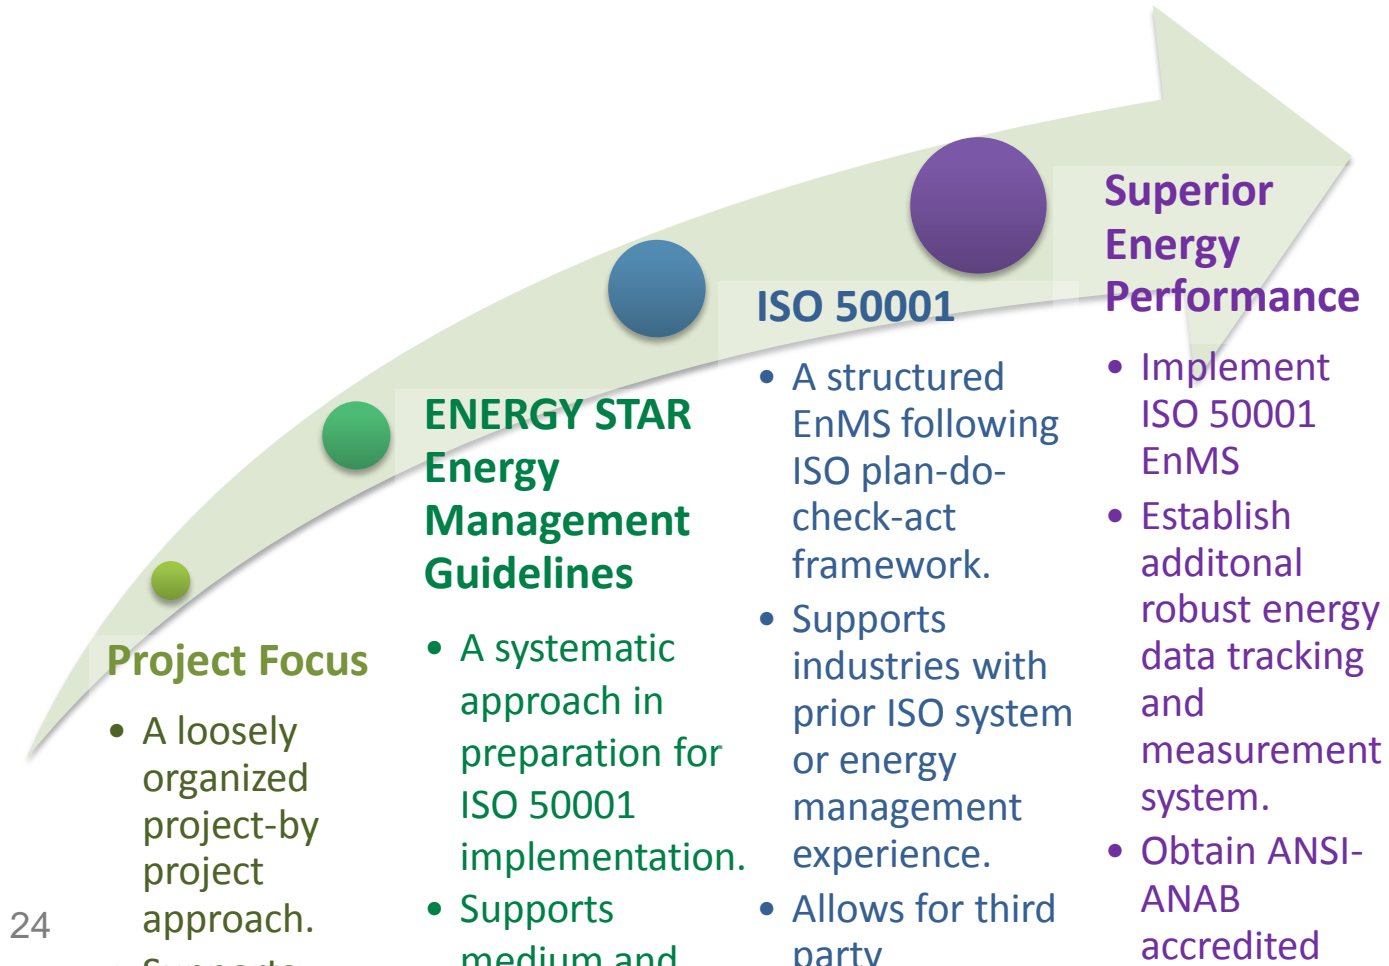 Project Focus
• A loosely
organized
project-by
project
approach.
• Supports
ENERGY STAR
Energy
Management
Guidelines
• A systematic
approach in
preparation for
ISO 50001
implementation.
• Supports
medium and
ISO 50001
• A structured
EnMS following
ISO plan-do-
check-act
framework.
• Supports
industries with
prior ISO system
or energy
management
experience.
• Allows for third
party
Superior
Energy
Performance
• Implement
ISO 50001
EnMS
• Establish
additonal
robust energy
data tracking
and
measurement
system.
• Obtain ANSI-
ANAB
accredited
24